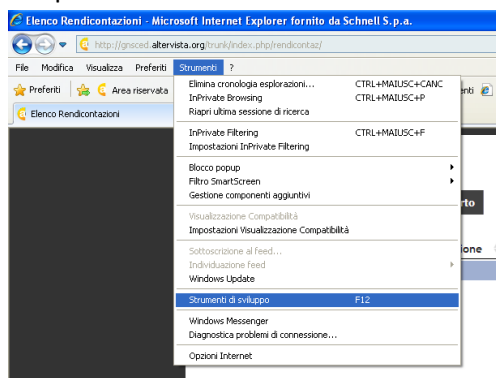 Elenco Rendicontazioni - Microsoft Internet Explorer fornito da Schnell S.p.a.
http://gnsced.altervista.org/trunk/index.php/rendicontaz/
File Modifica Visualizza Preferiti Strumenti ?
Preferiti Area riservata
Elenco Rendicontazioni
Elimina cronologia esplorazioni... CTRL+MAIUSC+CANC
InPrivate Browsing CTRL+MAIUSC+P
Riapri ultima sessione di ricerca
InPrivate Filtering CTRL+MAIUSC+F
Impostazioni InPrivate Filtering
Blocco popup
Filtro SmartScreen
Gestione componenti aggiuntivi
Visualizzazione Compatibilità
Impostazioni Visualizzazione Compatibilità
Sottoscrizione al feed...
Individuazione feed
Windows Update
Strumenti di sviluppo F12
Windows Messenger
Diagnostica problemi di connessione...
Opzioni Internet
enti
rto
ione